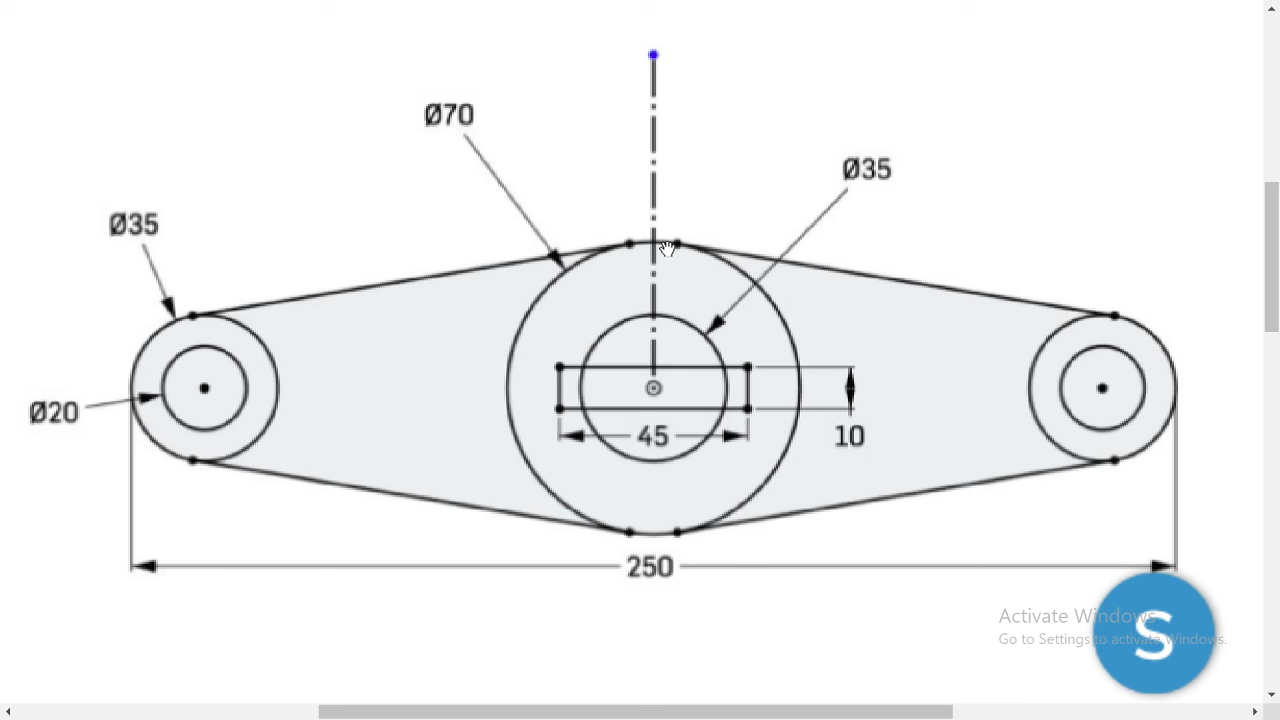 Ø70
Ø35
Ø35
Ø20
45
10
250
Activate Windows
Go to Settings to activate Windows.
S